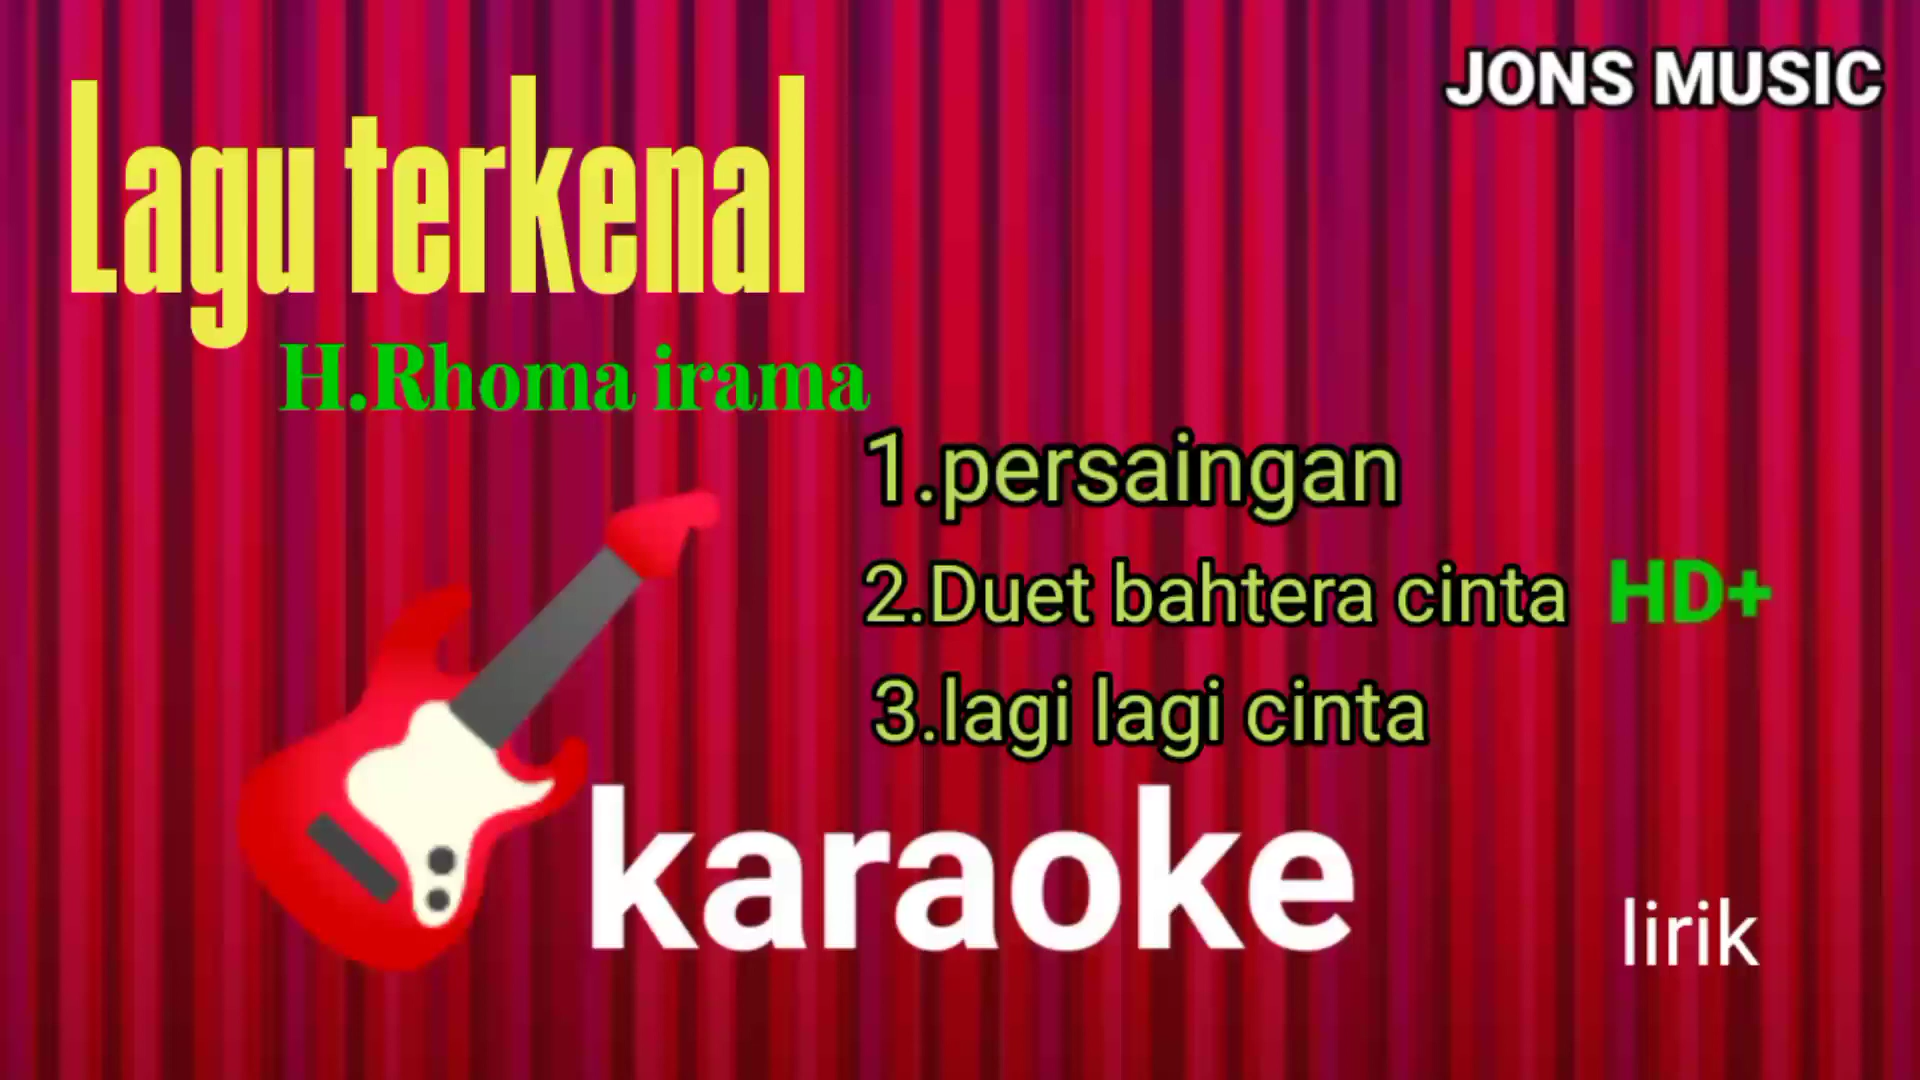 JONS MUSIC
Lagu terkenal
H.Rhoma irama
1.persaingan
2.Duet bahtera cinta HD+
3.lagi lagi cinta
karaoke
lirik